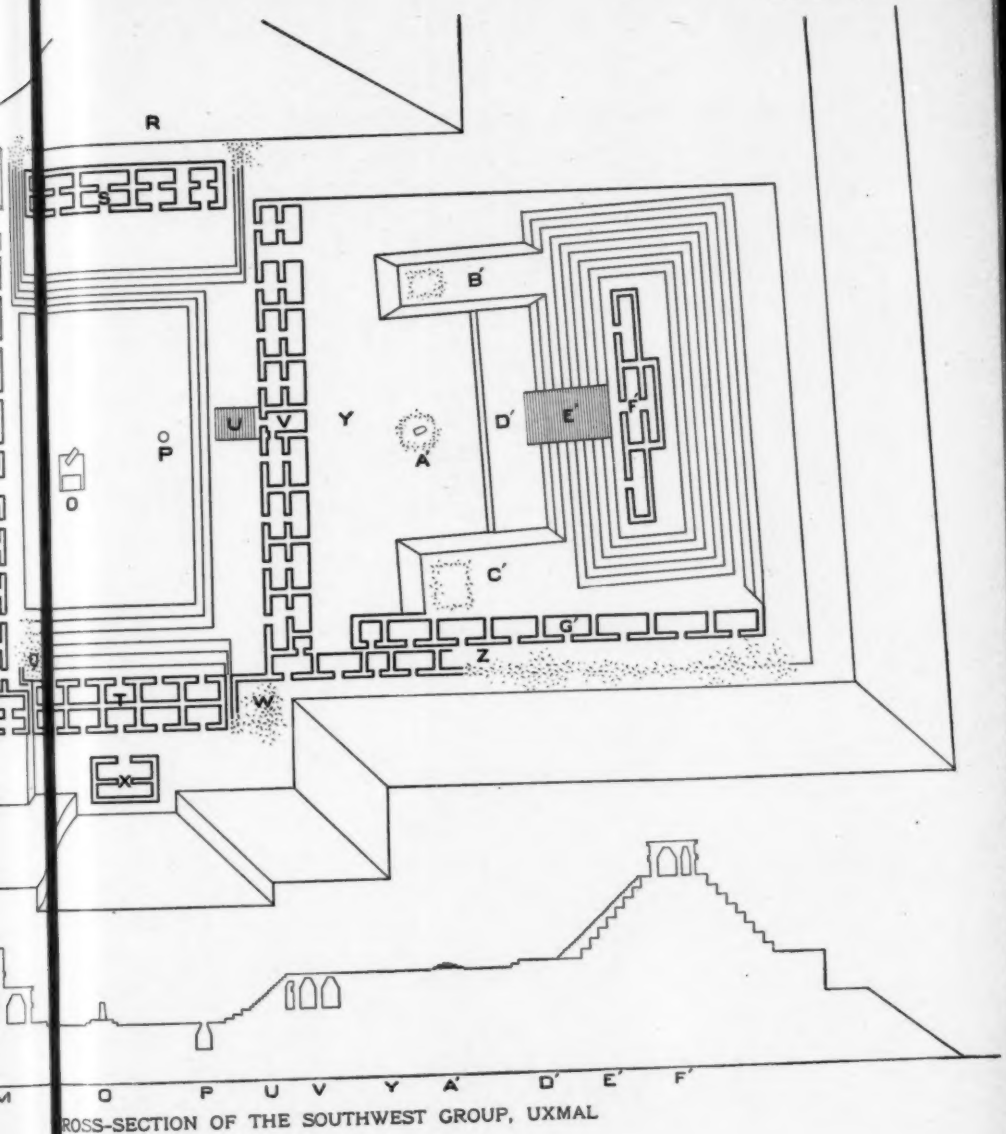 R
S
B'
U V Y A' D' E' F'
P
O
C'
G'
Q Z
T W
X
M O P U V Y A' D' E' F'
ROSS-SECTION OF THE SOUTHWEST GROUP, UXMAL